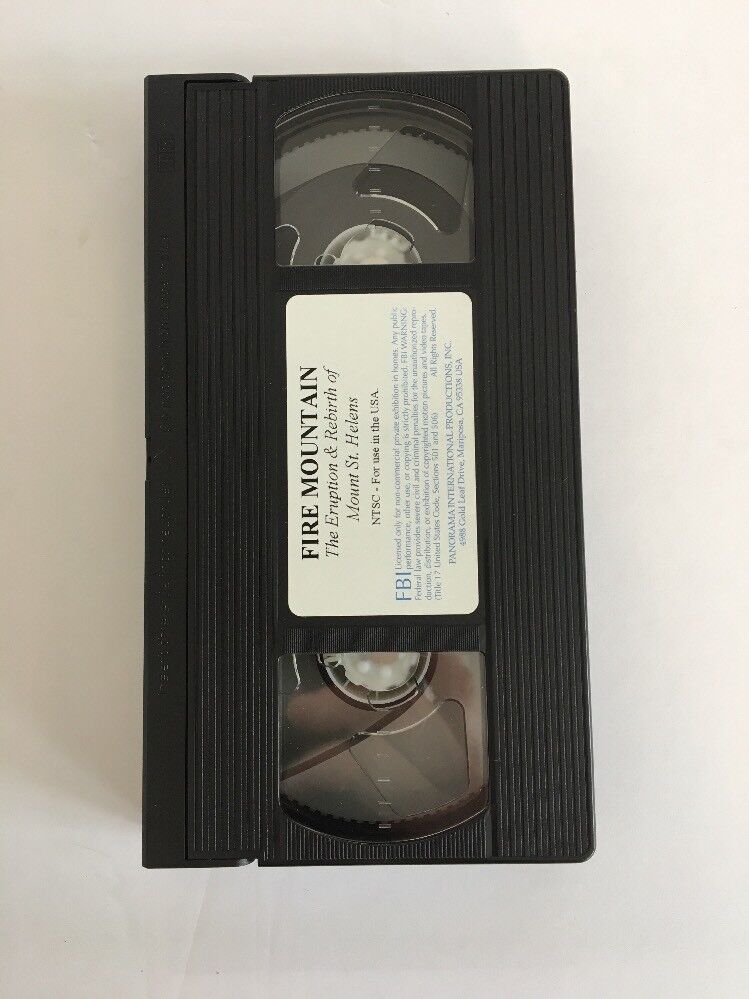 FIRE MOUNTAIN
The Eruption & Rebirth of
Mount St. Helens
NTSC - For use in the USA.
FBI Licensed only for non-commercial private exhibition in homes. Any public
performance, other use, or copying is strictly prohibited. FBI WARNING:
Federal law provides severe civil and criminal penalties for the unauthorized repro-
duction, distribution, or exhibition of copyrighted motion pictures and video tapes.
(Title 17 United States Code, Sections 501 and 506) All Rights Reserved.
PANORAMA INTERNATIONAL PRODUCTIONS, INC.
4988 Gold Leaf Drive, Mariposa, CA 95338 USA